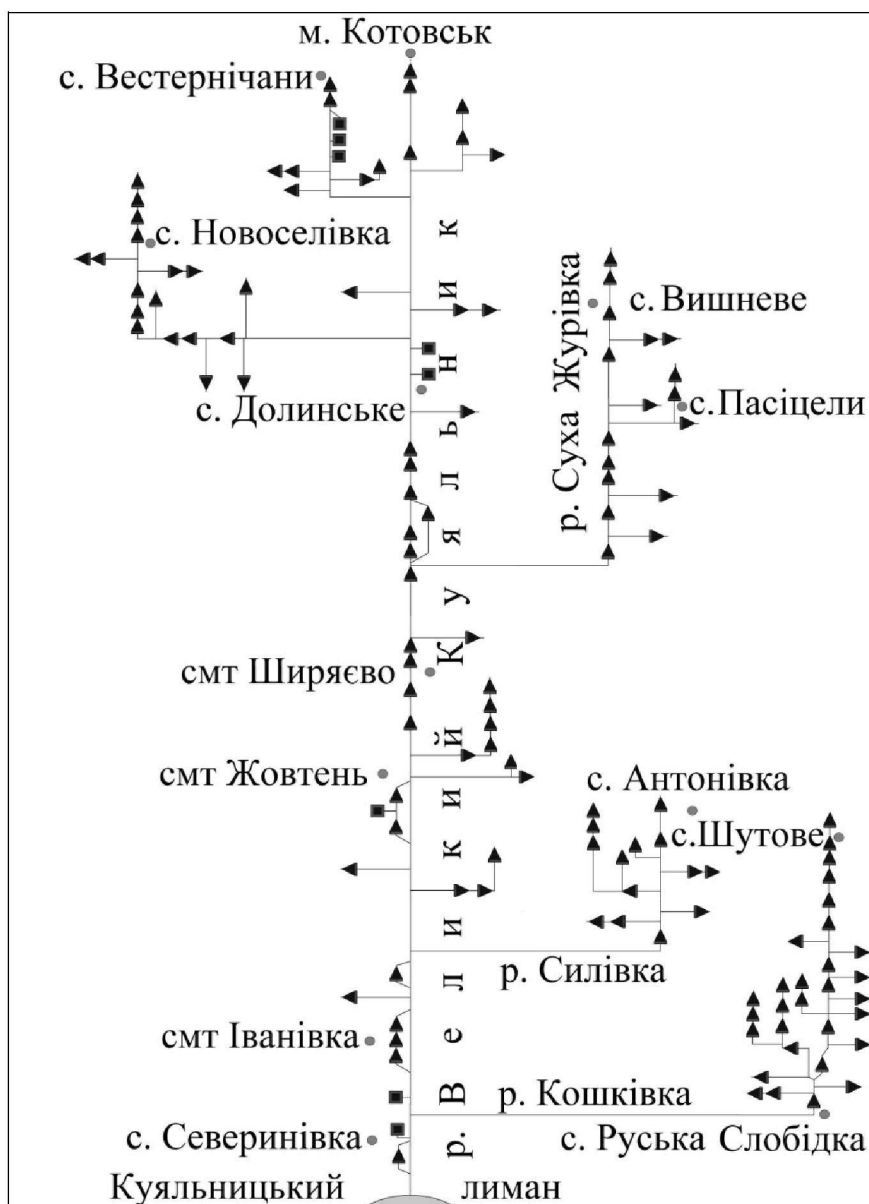 м. Котовськ
с. Вестернічани
с. Новоселівка
р. Суха Журівка
с. Вишневе
с. Долинське
с.Пасіцели
р. Великий Куяльник
смт Ширяєво
смт Жовтень
с. Антонівка
с.Шутове
р. Силівка
смт Іванівка
р. Кошківка
с. Северинівка
с. Руська Слобідка
Куяльницький лиман